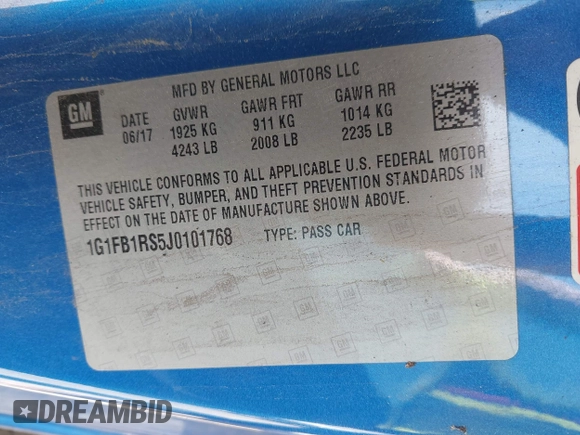 MFD BY GENERAL MOTORS LLC
GM
DATE GVWR GAWR FRT GAWR RR
06/17 1925 KG 911 KG 1014 KG
4243 LB 2008 LB 2235 LB
THIS VEHICLE CONFORMS TO ALL APPLICABLE U.S. FEDERAL MOTOR
VEHICLE SAFETY, BUMPER, AND THEFT PREVENTION STANDARDS IN
EFFECT ON THE DATE OF MANUFACTURE SHOWN ABOVE.
1G1FB1RS5J0101768 TYPE: PASS CAR
DREAMBID